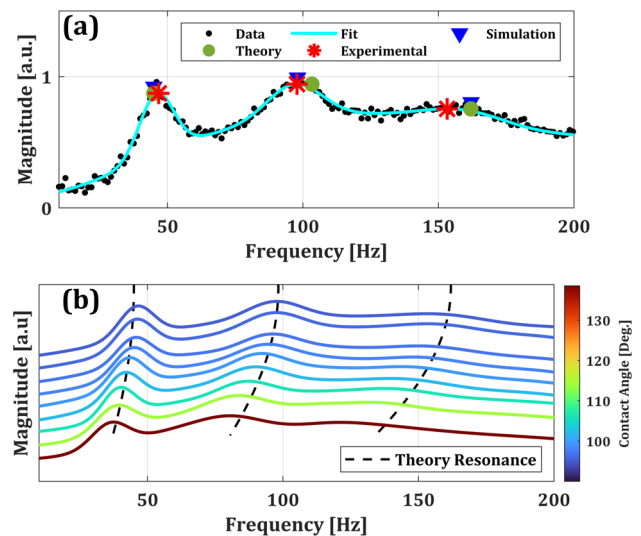 (a)
Data
Fit
Simulation
Theory
Experimental
Magnitude [a.u.]
1
0
50
100
150
200
Frequency [Hz]
(b)
Magnitude [a.u]
Theory Resonance
50
100
150
200
Frequency [Hz]
130
120
110
100
Contact Angle [Deg.]